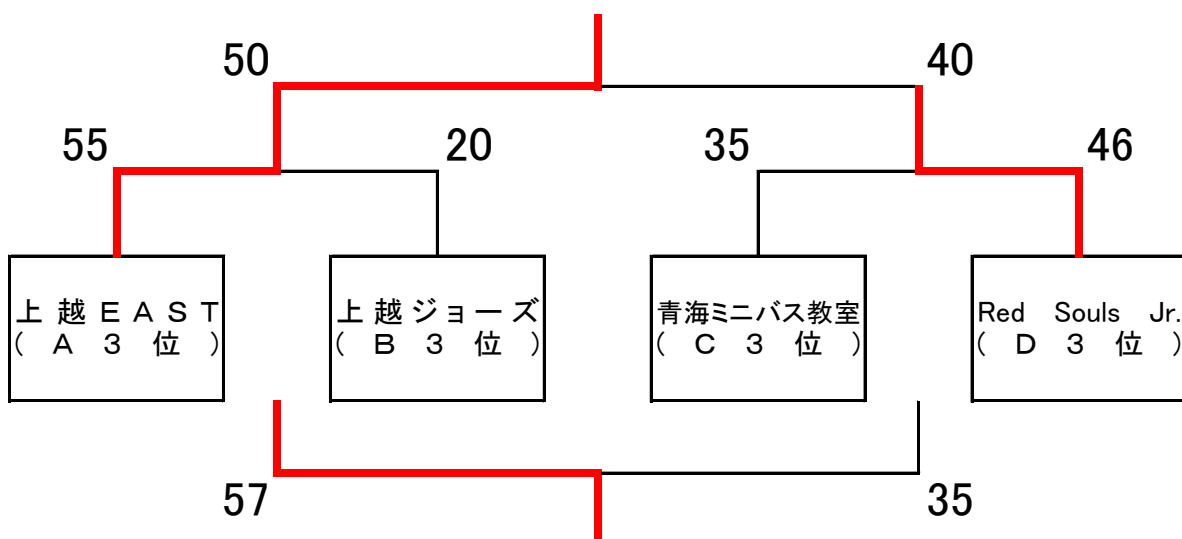 50 40
55 20 35 46
上越EAST
(A3位)
上越ジョーズ
(B3位)
青海ミニバス教室
(C3位)
Red Souls Jr.
(D3位)
57 35